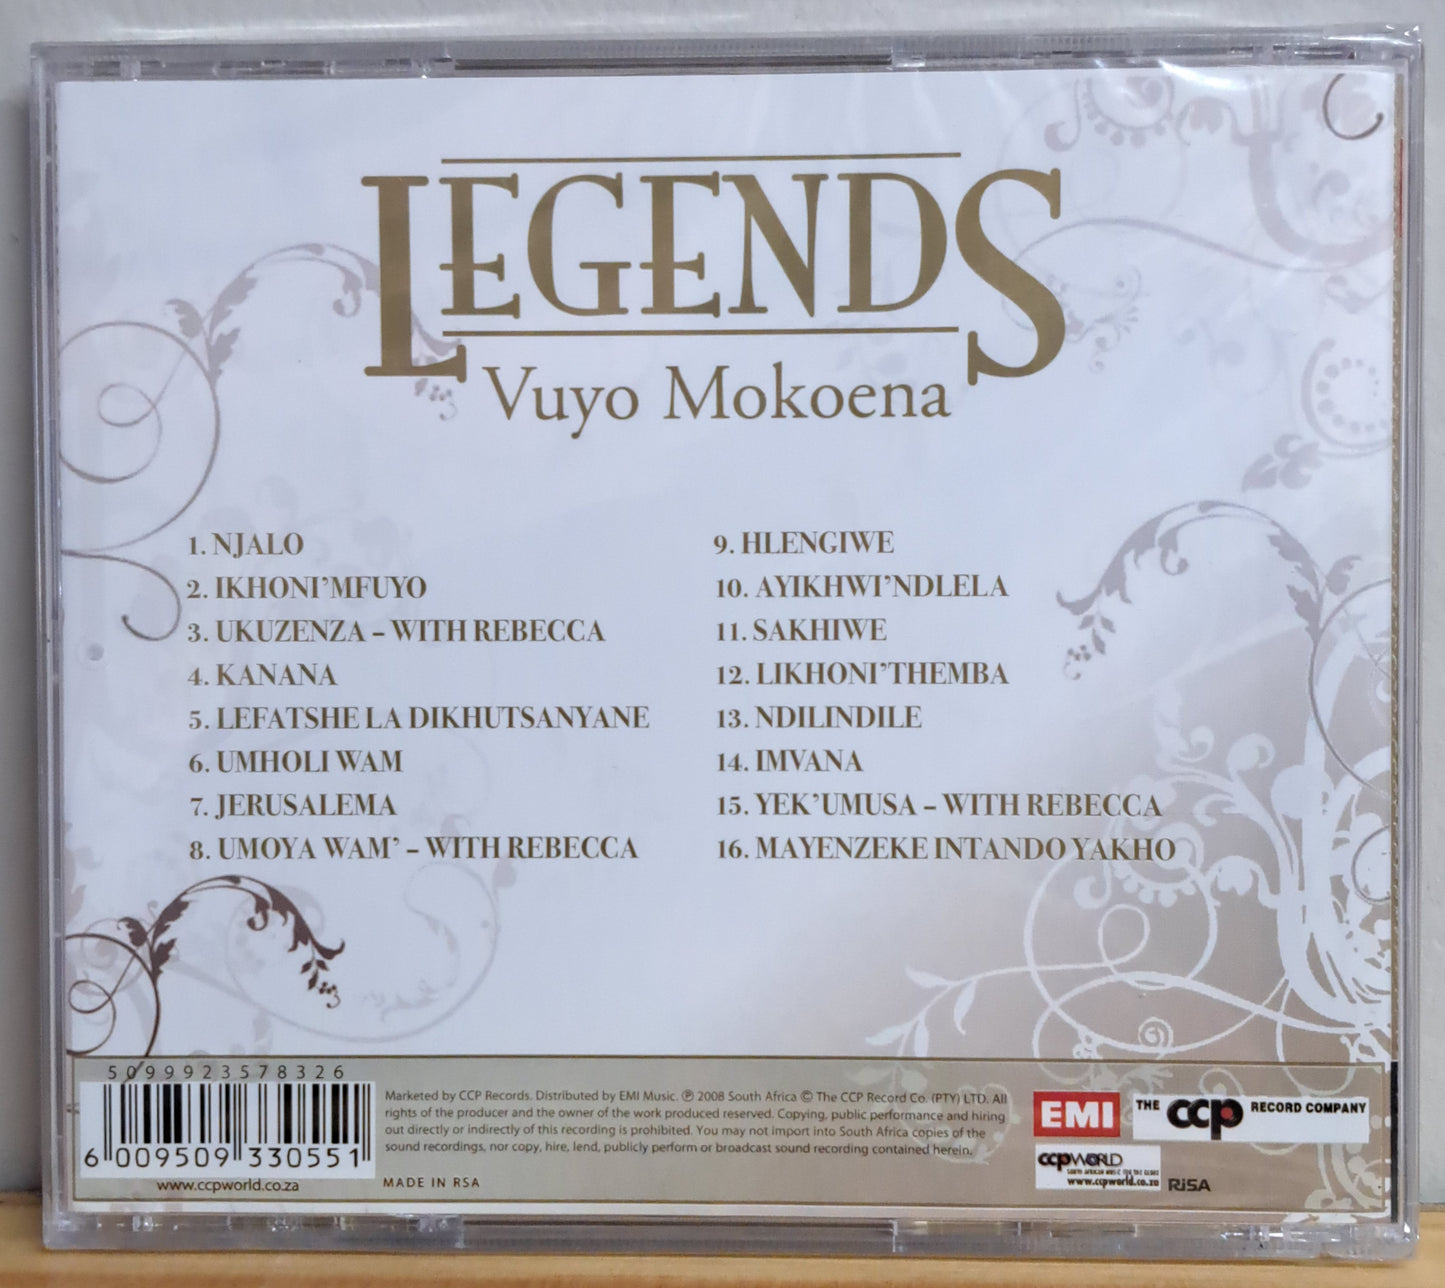 LEGENDS
Vuyo Mokoena
1. NJALO
2. IKHONI’MFUYO
3. UKUZENZA – WITH REBECCA
4. KANANA
5. LEFATSHE LA DIKHUTSANYANE
6. UMHOLI WAM
7. JERUSALEMA
8. UMOYA WAM’ – WITH REBECCA
9. HLENGIWE
10. AYIKHWI’NDLELA
11. SAKHIWE
12. LIKHONI’THEMBA
13. NDILINDILE
14. IMVANA
15. YEK’UMUSA – WITH REBECCA
16. MAYENZEKE INTANDO YAKHO
5099923578326
6 009509 330551
www.ccpworld.co.za
Marketed by CCP Records. Distributed by EMI Music. ℗ 2008 South Africa © The CCP Record Co. (PTY) LTD. All
rights of the producer and the owner of the work produced reserved. Copying, public performance and hiring
out directly or indirectly of this recording is prohibited. You may not import into South Africa copies of the
sound recordings, nor copy, hire, lend, publicly perform or broadcast sound recording contained herein.
MADE IN RSA
EMI
THE ccp RECORD COMPANY
ccpWORLD
SOUTH AFRICAN MUSIC FOR THE GLOBE
www.ccpworld.co.za
RiSA